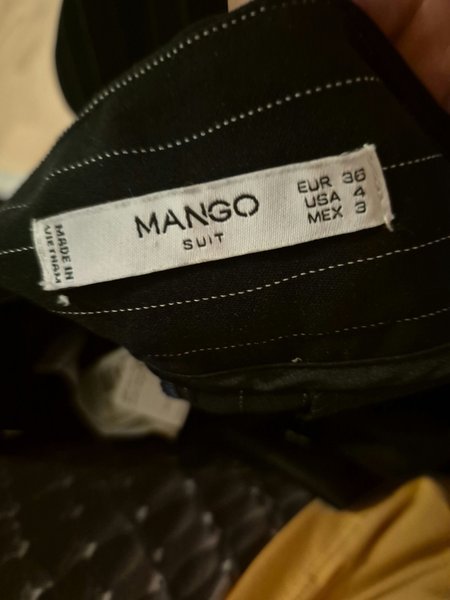 MANGO
SUIT
EUR 36
USA 4
MEX 3
MADE IN
VIETNAM